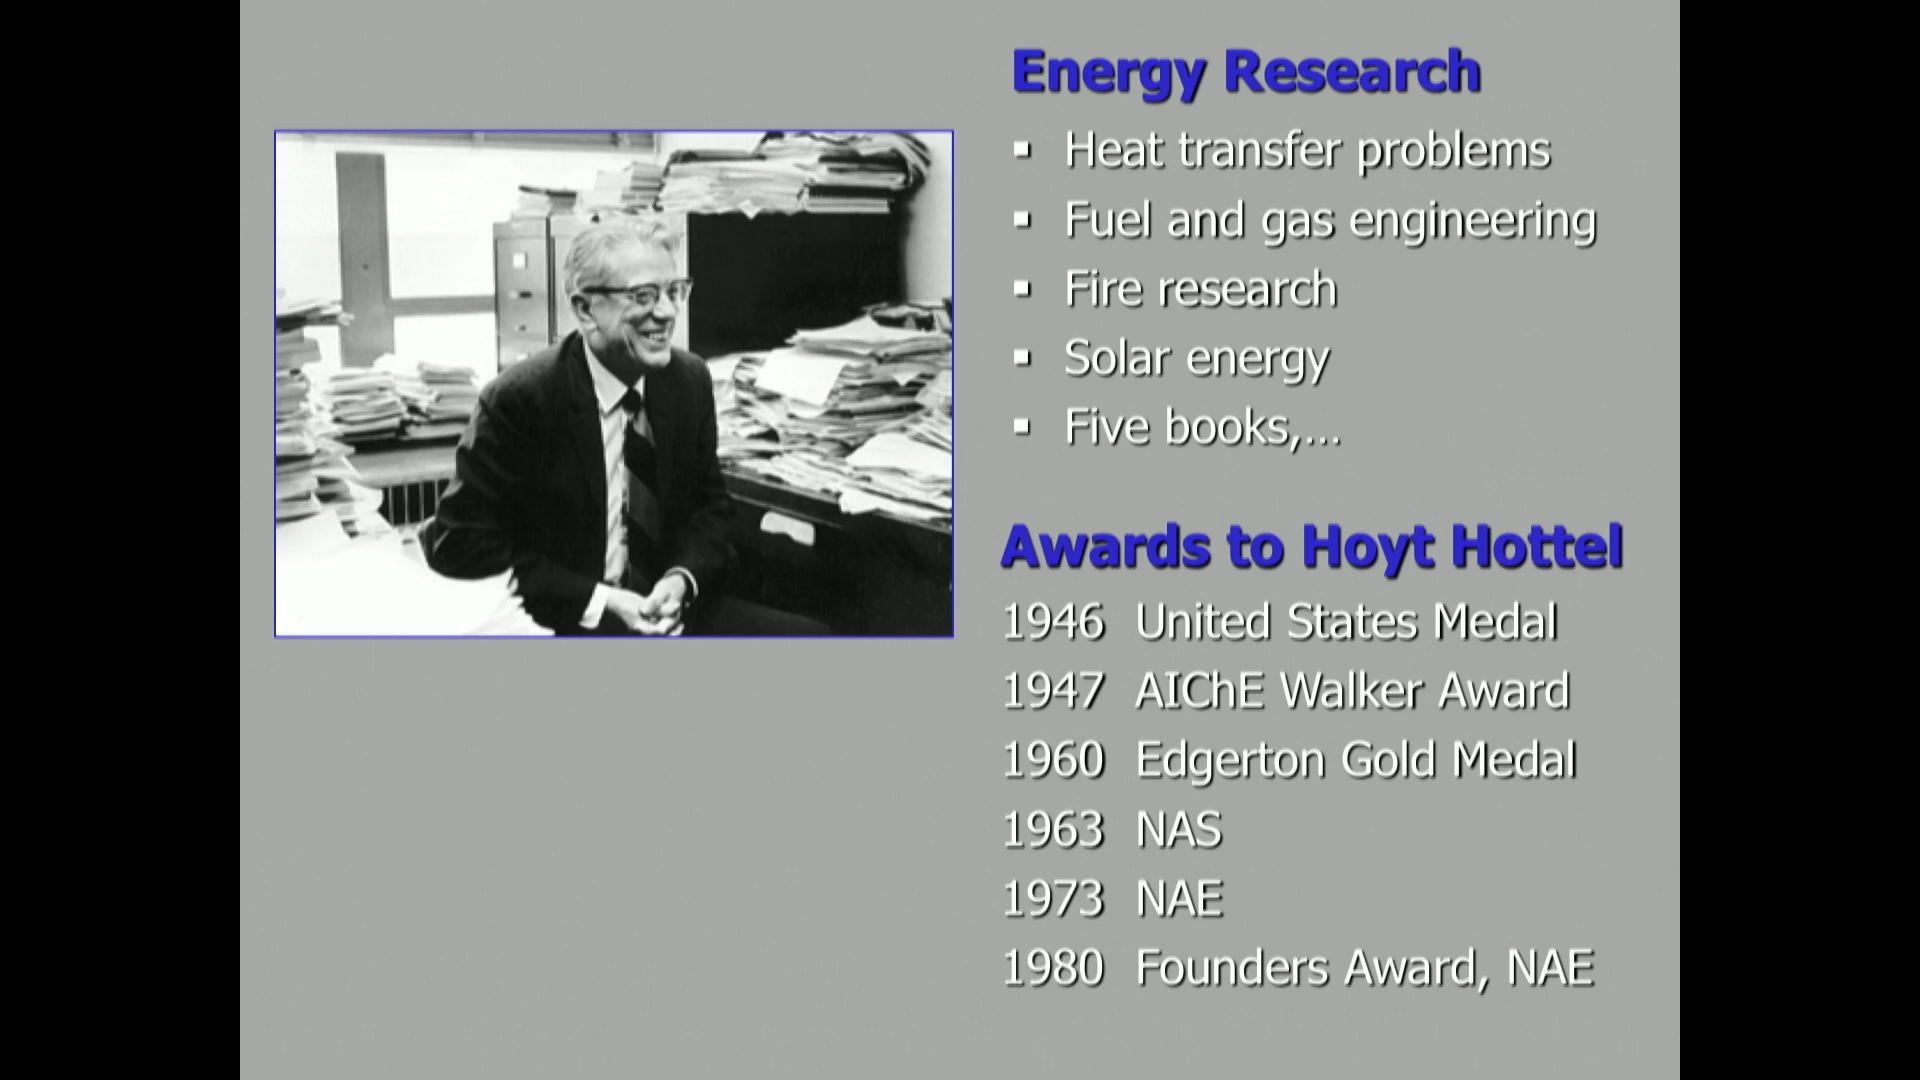 Energy Research
▪ Heat transfer problems
▪ Fuel and gas engineering
▪ Fire research
▪ Solar energy
▪ Five books,...
Awards to Hoyt Hottel
1946 United States Medal
1947 AIChE Walker Award
1960 Edgerton Gold Medal
1963 NAS
1973 NAE
1980 Founders Award, NAE